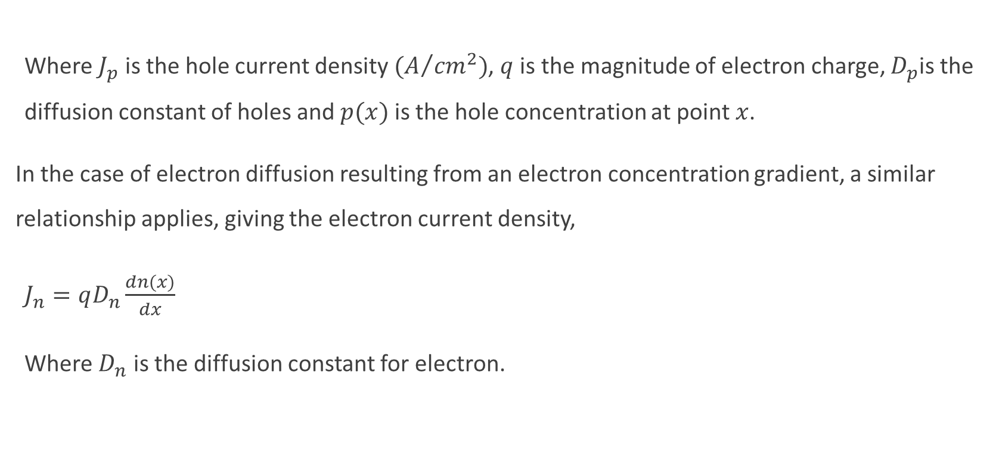 Where J_p is the hole current density (A/cm²), q is the magnitude of electron charge, D_p is the
diffusion constant of holes and p(x) is the hole concentration at point x.
In the case of electron diffusion resulting from an electron concentration gradient, a similar
relationship applies, giving the electron current density,
J_n = qD_n dn(x)/dx
Where D_n is the diffusion constant for electron.